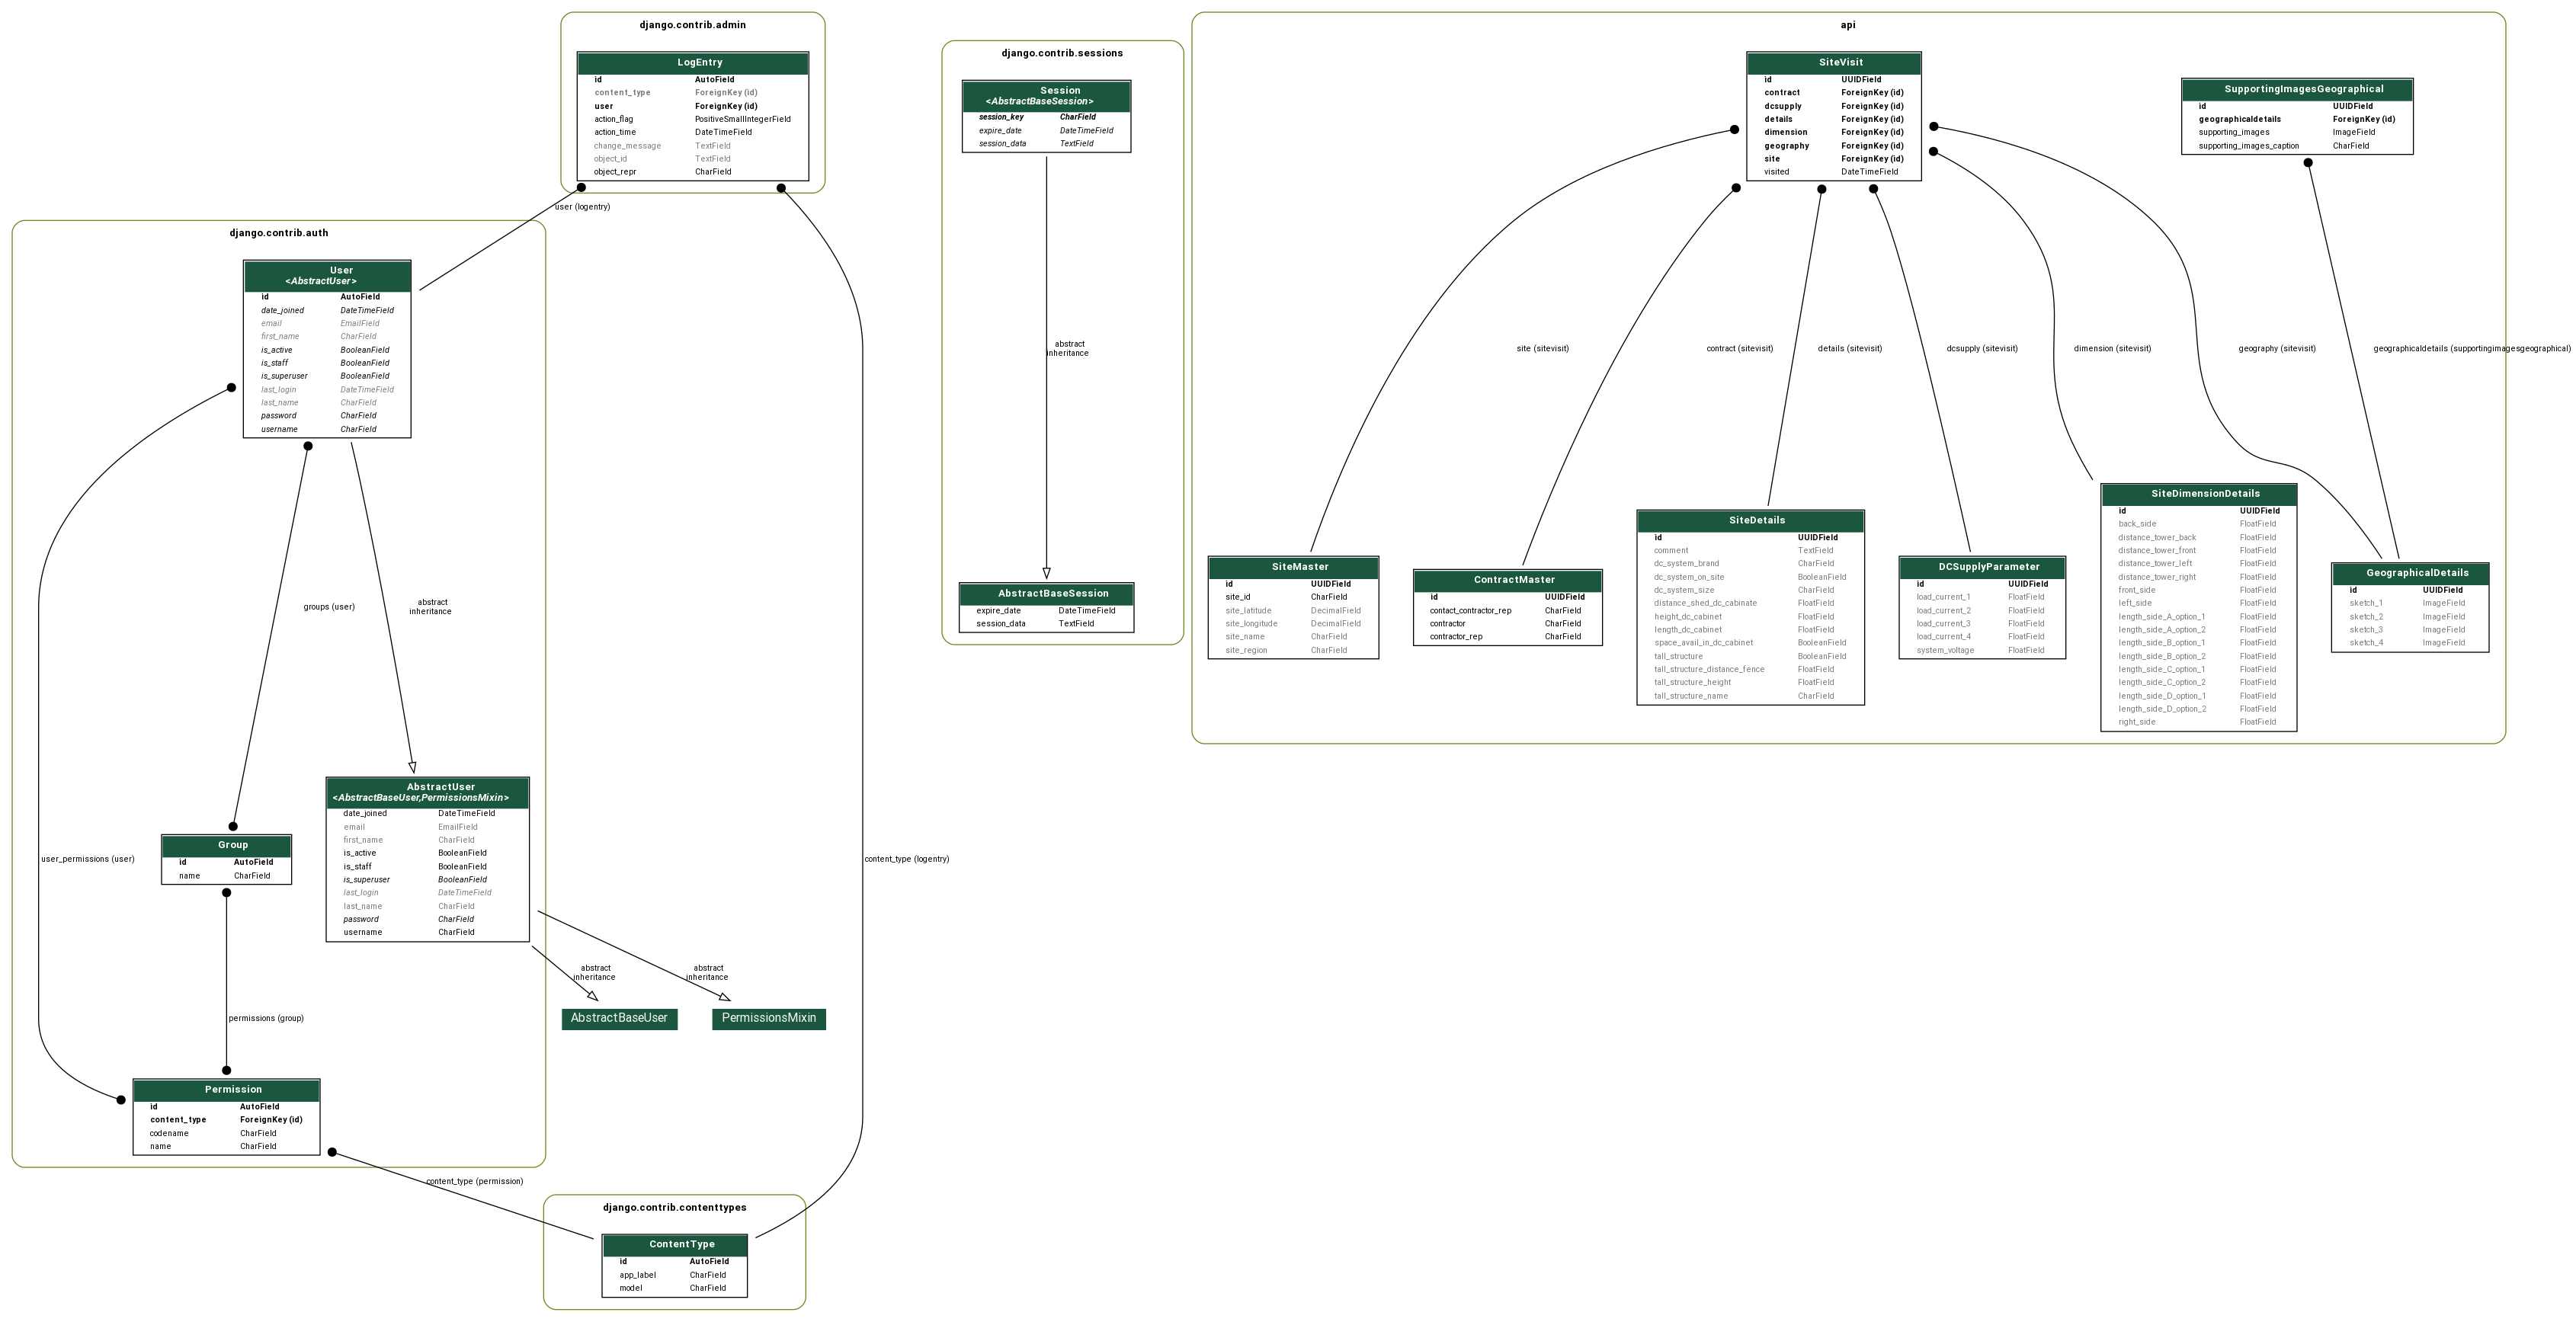 django.contrib.admin
LogEntry
id AutoField
content_type ForeignKey (id)
user ForeignKey (id)
action_flag PositiveSmallIntegerField
action_time DateTimeField
change_message TextField
object_id TextField
object_repr CharField
user (logentry)
django.contrib.auth
User
<AbstractUser>
id AutoField
date_joined DateTimeField
email EmailField
first_name CharField
is_active BooleanField
is_staff BooleanField
is_superuser BooleanField
last_login DateTimeField
last_name CharField
password CharField
username CharField
groups (user)
abstract
inheritance
AbstractUser
<AbstractBaseUser,PermissionsMixin>
date_joined DateTimeField
email EmailField
first_name CharField
is_active BooleanField
is_staff BooleanField
is_superuser BooleanField
last_login DateTimeField
last_name CharField
password CharField
username CharField
Group
id AutoField
name CharField
user_permissions (user)
content_type (logentry)
abstract
inheritance
abstract
inheritance
AbstractBaseUser
PermissionsMixin
permissions (group)
Permission
id AutoField
content_type ForeignKey (id)
codename CharField
name CharField
content_type (permission)
django.contrib.contenttypes
ContentType
id AutoField
app_label CharField
model CharField
django.contrib.sessions
Session
<AbstractBaseSession>
session_key CharField
expire_date DateTimeField
session_data TextField
abstract
inheritance
AbstractBaseSession
expire_date DateTimeField
session_data TextField
api
SiteVisit
id UUIDField
contract ForeignKey (id)
dcsupply ForeignKey (id)
details ForeignKey (id)
dimension ForeignKey (id)
geography ForeignKey (id)
site ForeignKey (id)
visited DateTimeField
SupportingImagesGeographical
id UUIDField
geographicaldetails ForeignKey (id)
supporting_images ImageField
supporting_images_caption CharField
site (sitevisit)
contract (sitevisit)
details (sitevisit)
dcsupply (sitevisit)
dimension (sitevisit)
geography (sitevisit)
geographicaldetails (supportingimagesgeographical)
SiteMaster
id UUIDField
site_id CharField
site_latitude DecimalField
site_longitude DecimalField
site_name CharField
site_region CharField
ContractMaster
id UUIDField
contact_contractor_rep CharField
contractor CharField
contractor_rep CharField
SiteDetails
id UUIDField
comment TextField
dc_system_brand CharField
dc_system_on_site BooleanField
dc_system_size CharField
distance_shed_dc_cabinate FloatField
height_dc_cabinet FloatField
length_dc_cabinet FloatField
space_avail_in_dc_cabinet BooleanField
tall_structure BooleanField
tall_structure_distance_fence FloatField
tall_structure_height FloatField
tall_structure_name CharField
DCSupplyParameter
id UUIDField
load_current_1 FloatField
load_current_2 FloatField
load_current_3 FloatField
load_current_4 FloatField
system_voltage FloatField
SiteDimensionDetails
id UUIDField
back_side FloatField
distance_tower_back FloatField
distance_tower_front FloatField
distance_tower_left FloatField
distance_tower_right FloatField
front_side FloatField
left_side FloatField
length_side_A_option_1 FloatField
length_side_A_option_2 FloatField
length_side_B_option_1 FloatField
length_side_B_option_2 FloatField
length_side_C_option_1 FloatField
length_side_C_option_2 FloatField
length_side_D_option_1 FloatField
length_side_D_option_2 FloatField
right_side FloatField
GeographicalDetails
id UUIDField
sketch_1 ImageField
sketch_2 ImageField
sketch_3 ImageField
sketch_4 ImageField